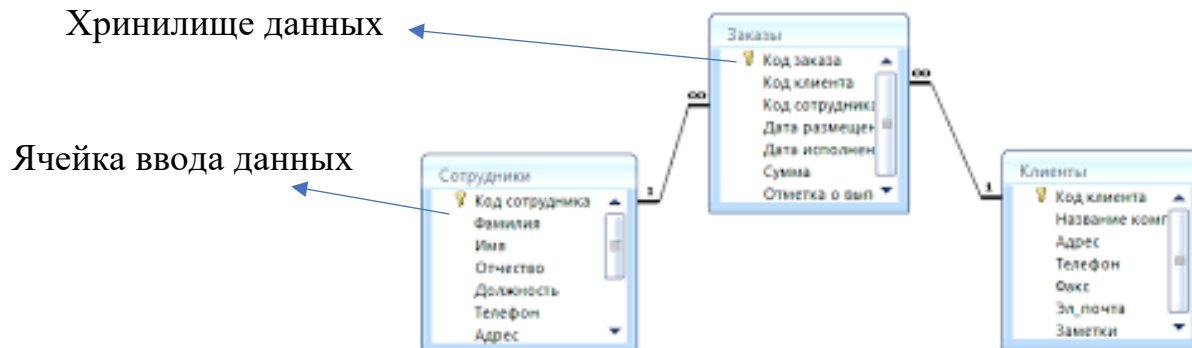 Хринилище данных
Ячейка ввода данных
Заказы
Код заказа
Код клиента
Код сотрудника
Дата размещен
Дата исполнен
Сумма
Отметка о вып
∞
∞
1
1
Сотрудники
Код сотрудника
Фамилия
Имя
Отчество
Должность
Телефон
Адрес
Клиенты
Код клиента
Название комп
Адрес
Телефон
Факс
Эл_почта
Заметки